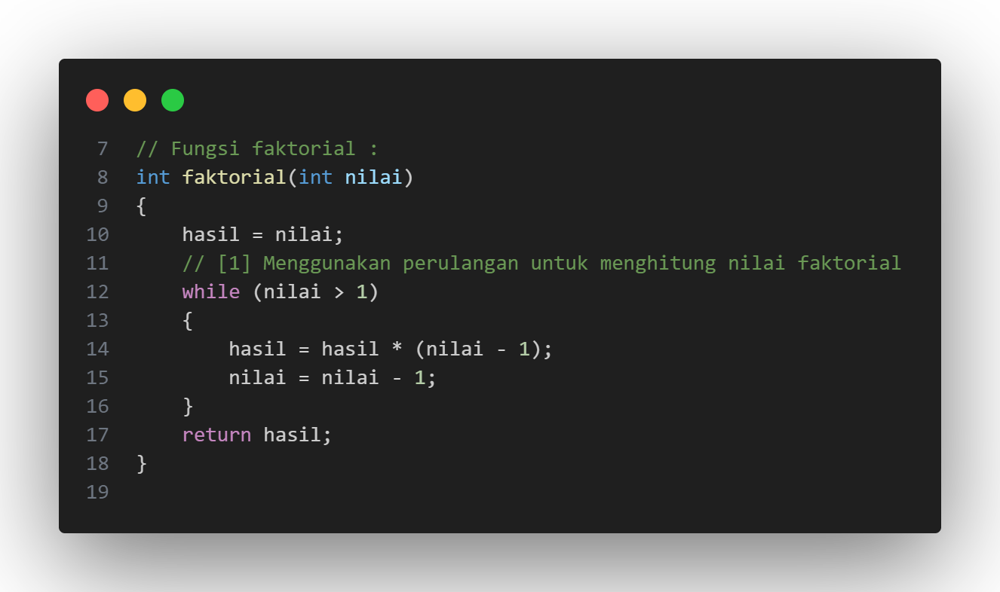 7 // Fungsi faktorial :
8 int faktorial(int nilai)
9 {
10     hasil = nilai;
11     // [1] Menggunakan perulangan untuk menghitung nilai faktorial
12     while (nilai > 1)
13     {
14         hasil = hasil * (nilai - 1);
15         nilai = nilai - 1;
16     }
17     return hasil;
18 }
19